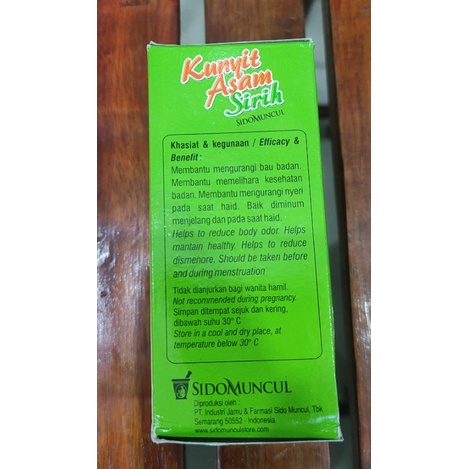 Kunyit
Asam
Sirih
SIDOMUNCUL
Khasiat & kegunaan / Efficacy &
Benefit :
Membantu mengurangi bau badan.
Membantu memelihara kesehatan
badan. Membantu mengurangi nyeri
pada saat haid. Baik diminum
menjelang dan pada saat haid.
Helps to reduce body odor. Helps
mantain healthy. Helps to reduce
dismenore. Should be taken before
and during menstruation
Tidak dianjurkan bagi wanita hamil.
Not recommended during pregnancy.
Simpan ditempat sejuk dan kering,
dibawah suhu 30° C
Store in a cool and dry place, at
temperature below 30° C
SIDOMUNCUL
Diproduksi oleh :
PT. Industri Jamu & Farmasi Sido Muncul, Tbk
Semarang 50552 - Indonesia
www.sidomunculstore.com